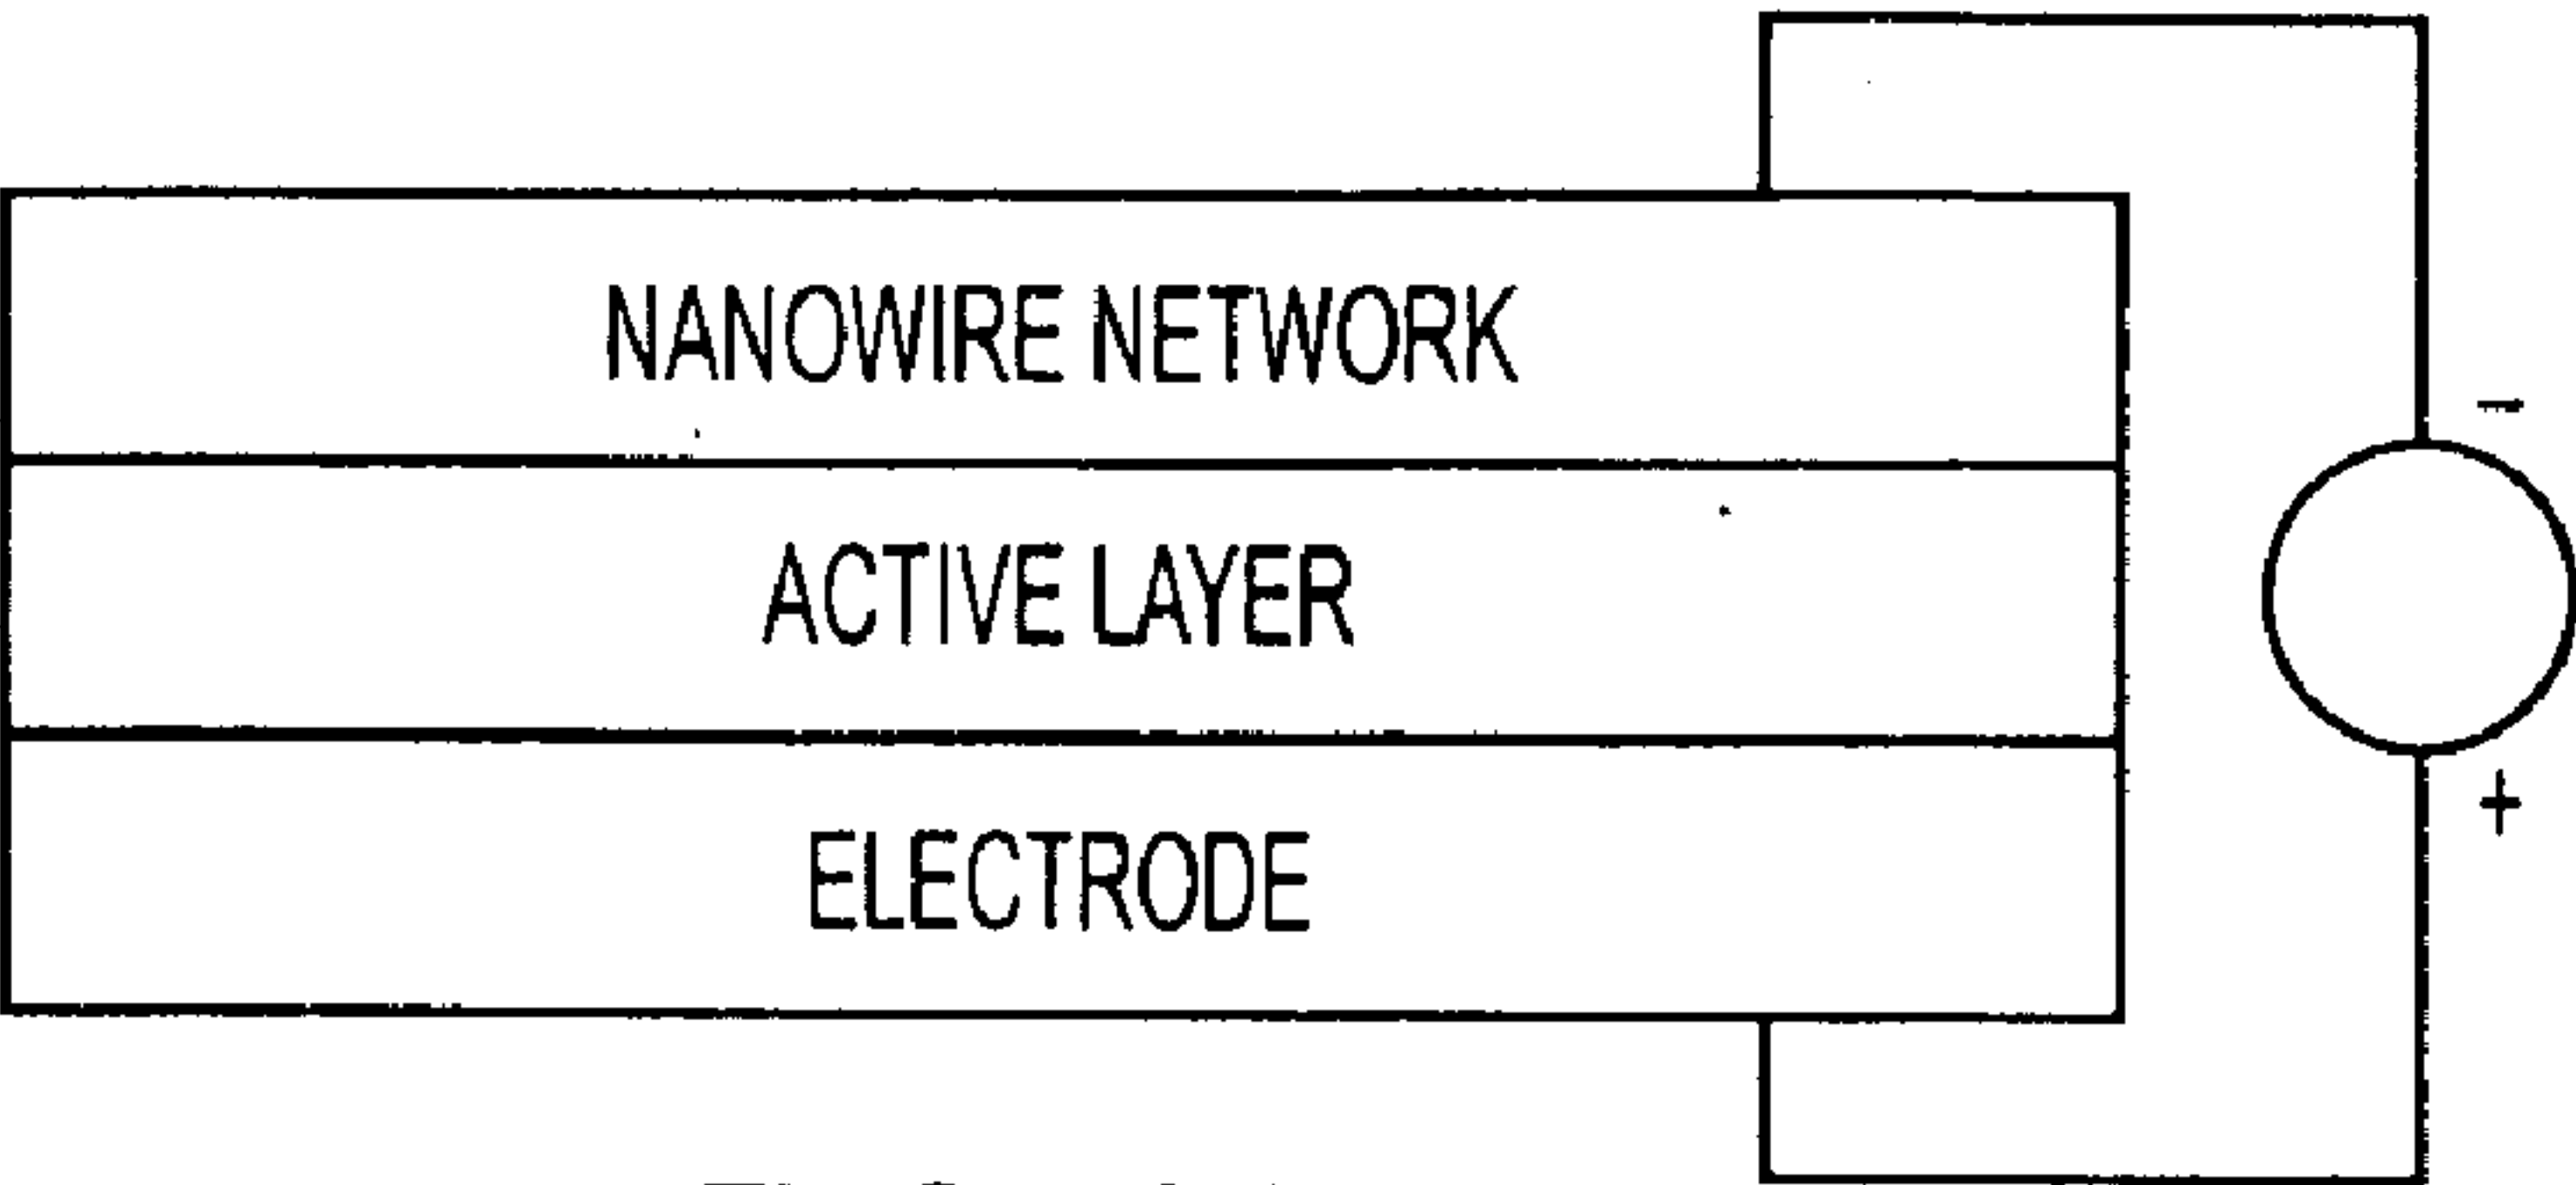 NANOWIRE NETWORK
-
ACTIVE LAYER
+
ELECTRODE